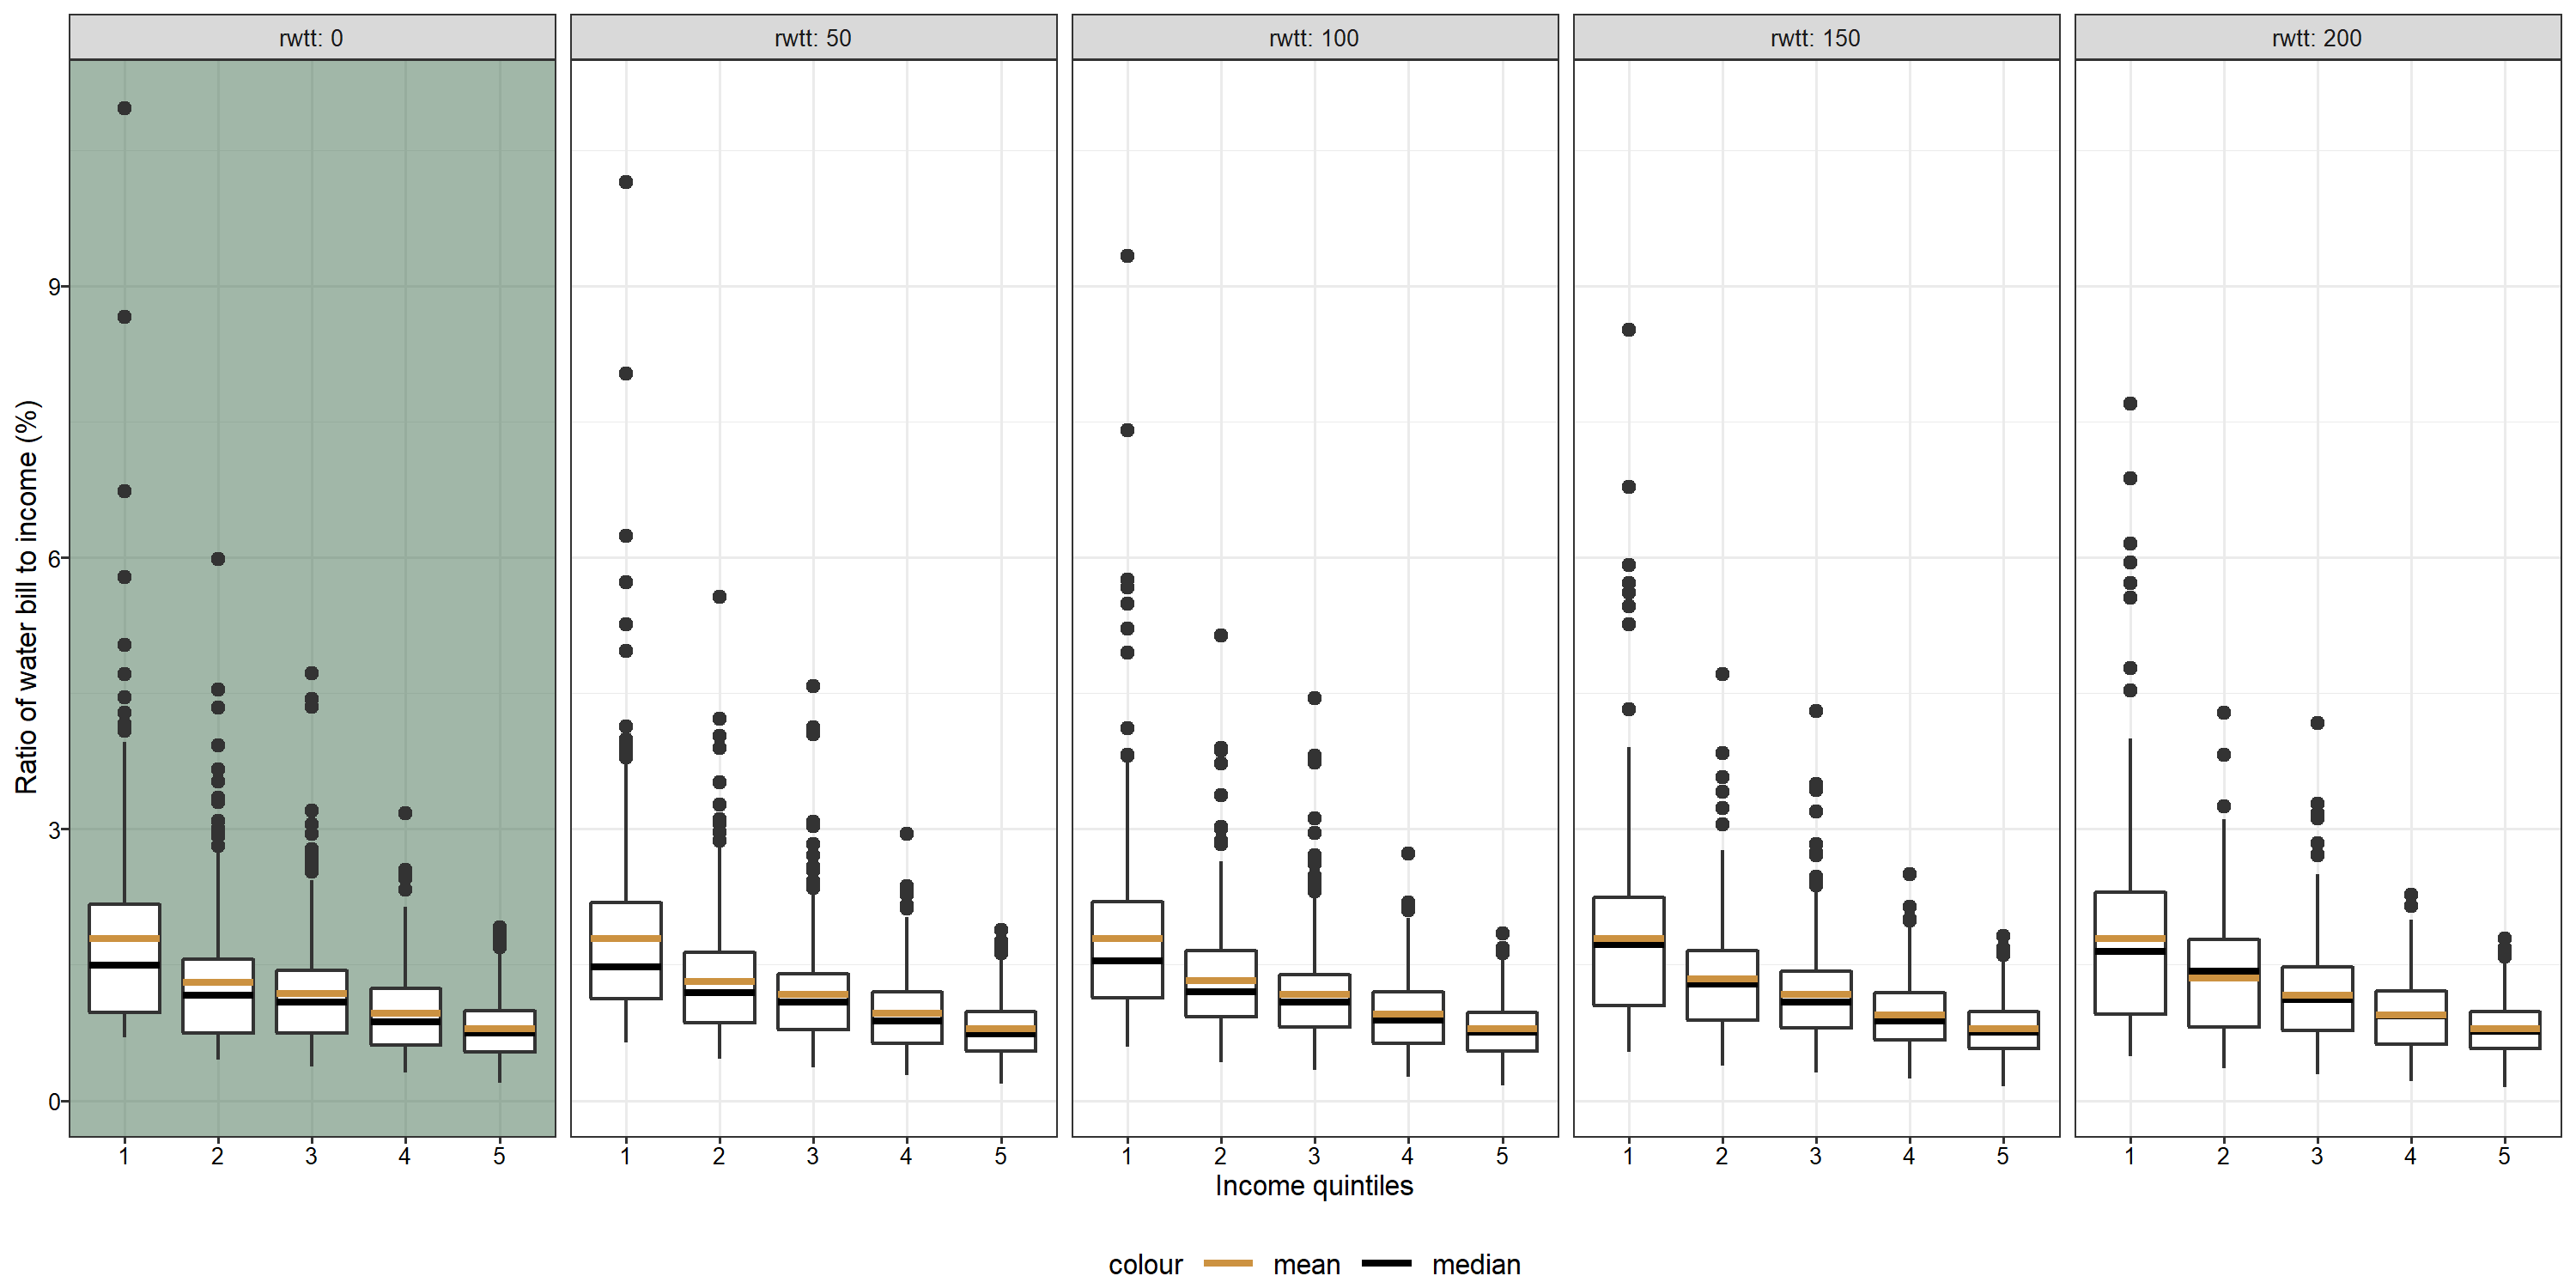 rwtt: 0 rwtt: 50 rwtt: 100 rwtt: 150 rwtt: 200
Ratio of water bill to income (%)
9
6
3
0
1 2 3 4 5 1 2 3 4 5 1 2 3 4 5 1 2 3 4 5 1 2 3 4 5
Income quintiles
colour mean median